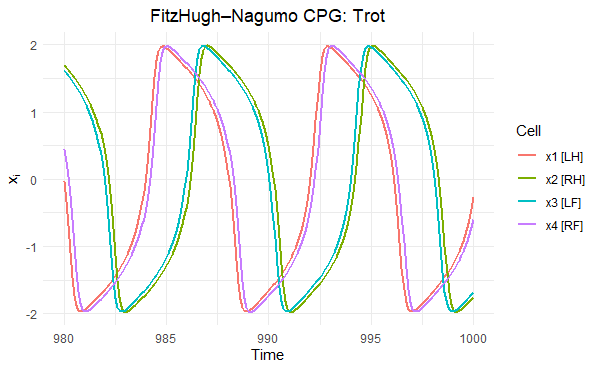 FitzHugh–Nagumo CPG: Trot
2
1
0
-1
-2
xi
980
985
990
995
1000
Time
Cell
x1 [LH]
x2 [RH]
x3 [LF]
x4 [RF]